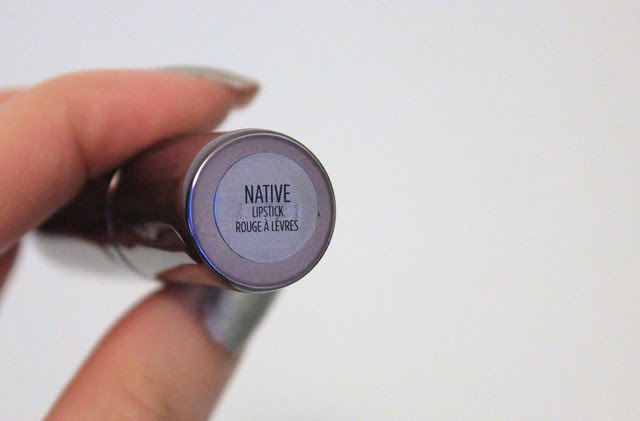 NATIVE
LIPSTICK
ROUGE À LÈVRES